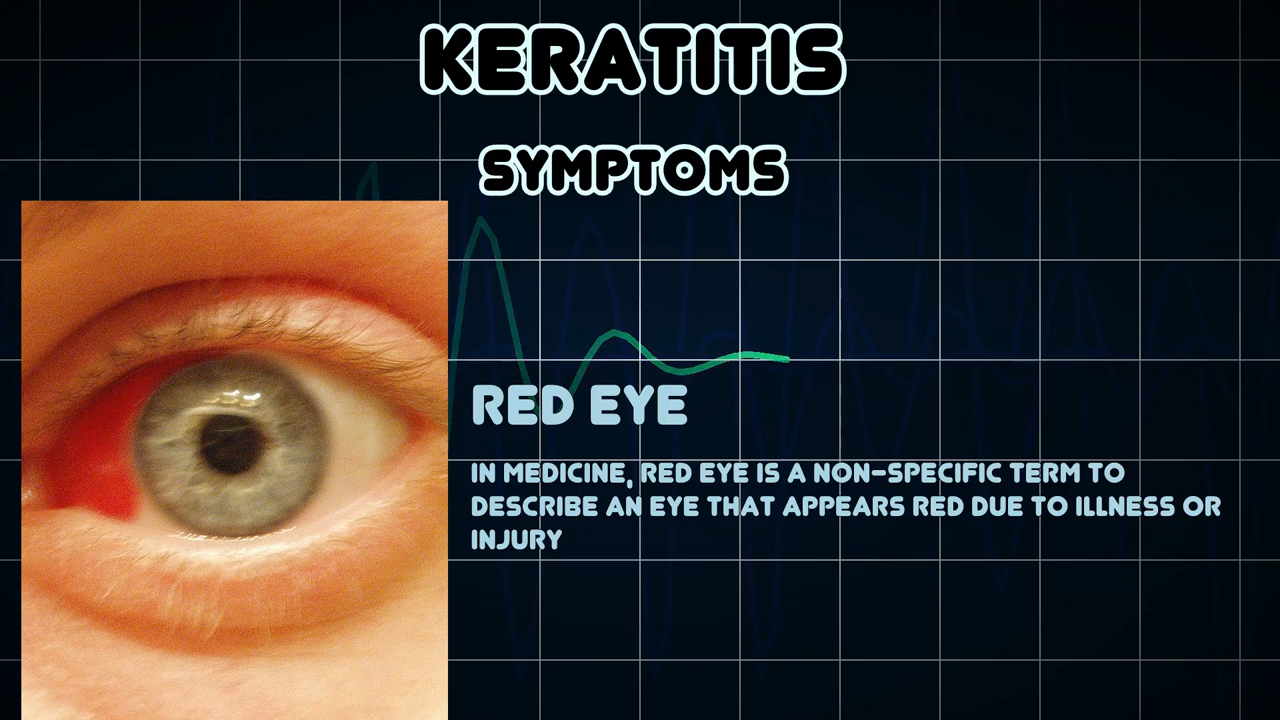 KERATITIS
SYMPTOMS
RED EYE
IN MEDICINE, RED EYE IS A NON-SPECIFIC TERM TO
DESCRIBE AN EYE THAT APPEARS RED DUE TO ILLNESS OR
INJURY